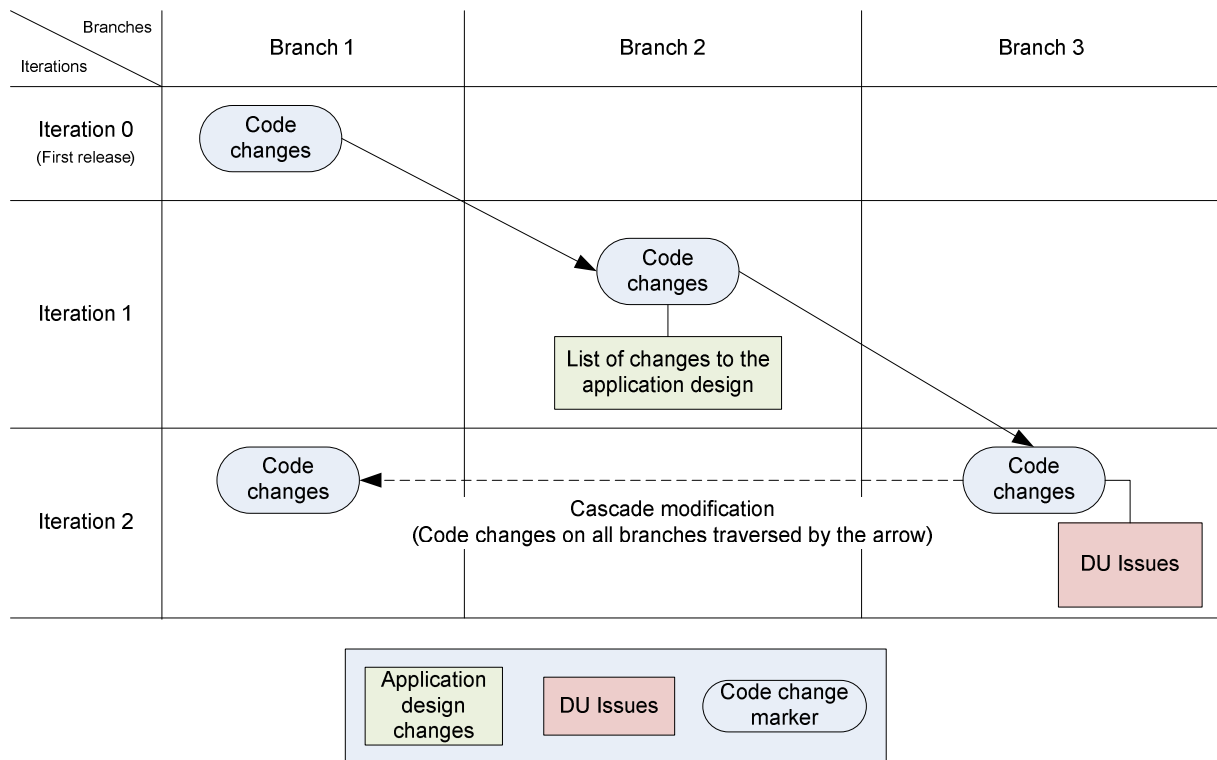 Branches
Iterations
Branch 1
Branch 2
Branch 3
Iteration 0
(First release)
Code
changes
Iteration 1
Code
changes
List of changes to the
application design
Iteration 2
Code
changes
Code
changes
Cascade modification
(Code changes on all branches traversed by the arrow)
DU Issues
Application
design
changes
DU Issues
Code change
marker